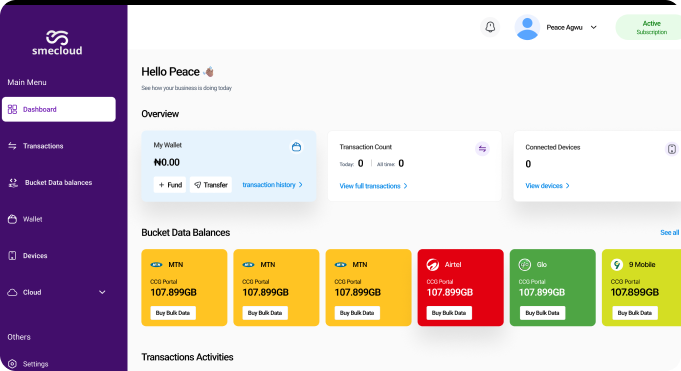 smecloud
Main Menu
Dashboard
Transactions
Bucket Data balances
Wallet
Devices
Cloud
Others
Settings
Peace Agwu
Active
Subscription
Hello Peace
See how your business is doing today
Overview
My Wallet
₦0.00
+ Fund
Transfer
transaction history >
Transaction Count
Today: 0 | All time: 0
View full transactions >
Connected Devices
0
View devices >
Bucket Data Balances
See all
MTN
CCG Portal
107.899GB
Buy Bulk Data
MTN
CCG Portal
107.899GB
Buy Bulk Data
MTN
CCG Portal
107.899GB
Buy Bulk Data
Airtel
CCG Portal
107.899GB
Buy Bulk Data
Glo
CCG Portal
107.899GB
Buy Bulk Data
9 Mobile
CCG Portal
107.899GB
Buy Bulk Data
Transactions Activities